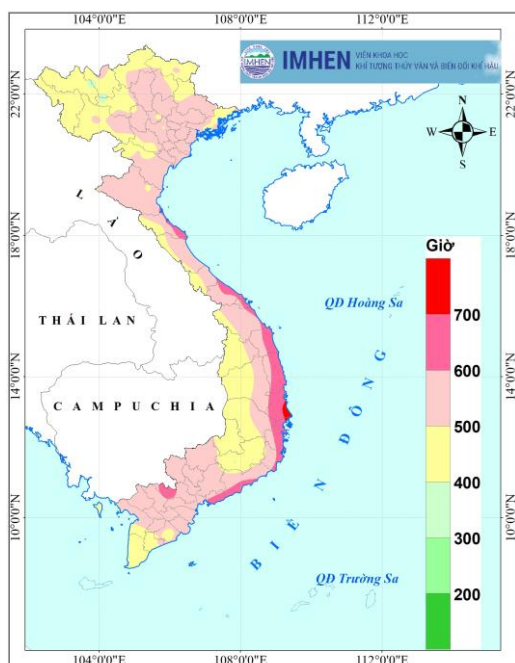 104°0'0"E 108°0'0"E 112°0'0"E
IMHEN
IMHEN
VIỆN KHOA HỌC
KHÍ TƯỢNG THỦY VĂN VÀ BIẾN ĐỔI KHÍ HẬU
22°0'0"N
22°0'0"N
N
W E
S
LÀO
18°0'0"N
18°0'0"N
Giờ
QĐ Hoàng Sa
THÁI LAN
700
600
14°0'0"N
14°0'0"N
CAMPUCHIA
500
BIỂN ĐÔNG
400
10°0'0"N
10°0'0"N
300
QĐ Trường Sa
200
104°0'0"E 108°0'0"E 112°0'0"E